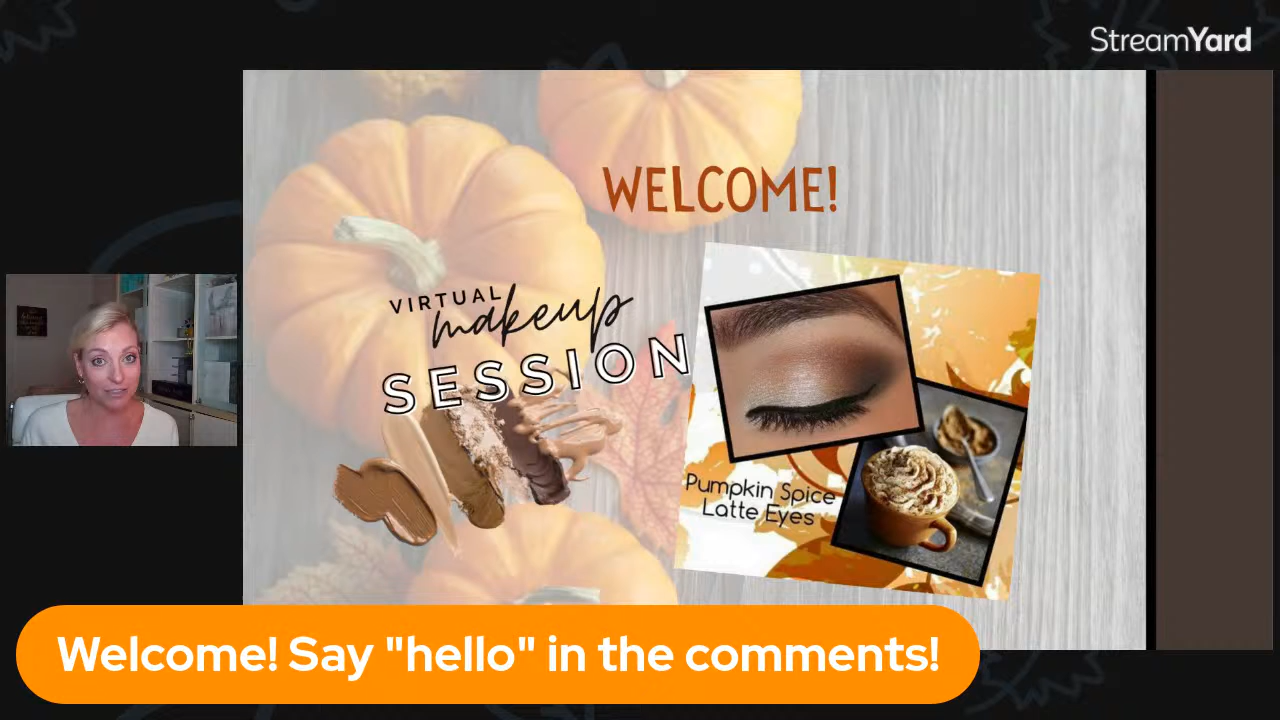 StreamYard
WELCOME!
VIRTUAL
makeup
SESSION
Pumpkin Spice
Latte Eyes
Welcome! Say "hello" in the comments!